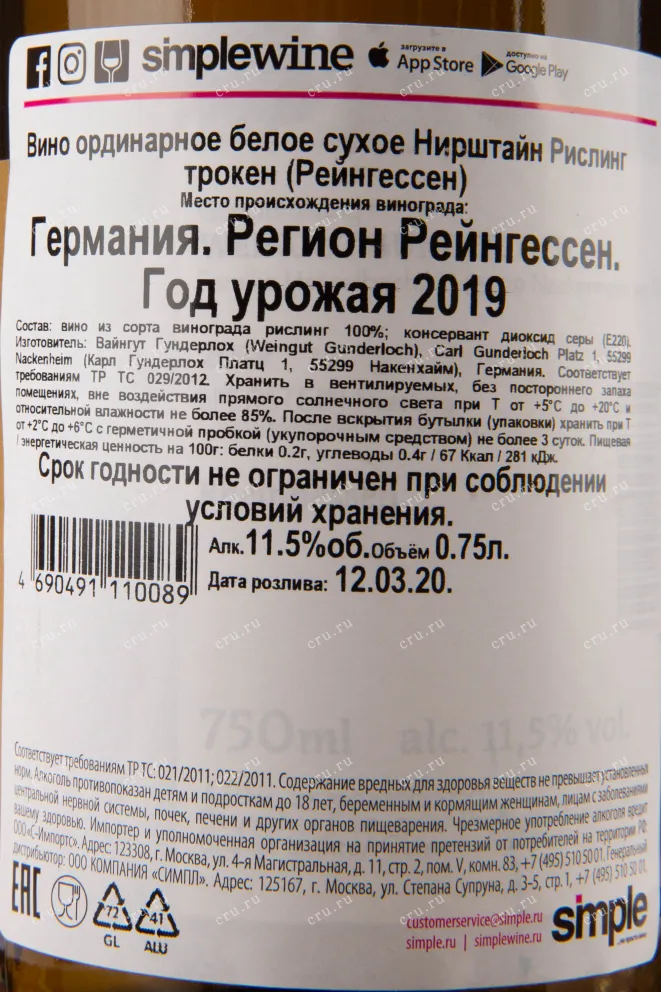 simplewine загрузите в App Store доступно на Google Play
Вино ординарное белое сухое Нирштайн Рислинг
трокен (Рейнгессен)
Место происхождения винограда:
Германия. Регион Рейнгессен.
Год урожая 2019
Состав: вино из сорта винограда рислинг 100%; консервант диоксид серы (Е220).
Изготовитель: Вайнгут Гундерлох (Weingut Gunderloch), Carl Gunderloch Platz 1, 55299
Nackenheim (Карл Гундерлох Платц 1, 55299 Накенхайм), Германия. Соответствует
требованиям ТР ТС 029/2012. Хранить в вентилируемых, без постороннего запаха
помещениях, вне воздействия прямого солнечного света при Т от +5°С до +20°С и
относительной влажности не более 85%. После вскрытия бутылки (упаковки) хранить при Т
от +2°С до +6°С с герметичной пробкой (укупорочным средством) не более 3 суток. Пищевая
/ энергетическая ценность на 100г: белки 0.2г, углеводы 0.4г / 67 Ккал / 281 кДж.
Срок годности не ограничен при соблюдении
условий хранения.
Алк.11.5%об.Объём 0.75л.
4 690491 110089
Дата розлива: 12.03.20.
750ml alc. 11,5% vol.
Соответствует требованиям ТР ТС: 021/2011; 022/2011. Содержание вредных для здоровья веществ не превышает установленных
норм. Алкоголь противопоказан детям и подросткам до 18 лет, беременным и кормящим женщинам, лицам с заболеваниями
центральной нервной системы, почек, печени и других органов пищеварения. Чрезмерное употребление алкоголя вредит
вашему здоровью. Импортер и уполномоченная организация на принятие претензий от потребителей на территории РФ:
ООО«С-Импортс». Адрес: 123308, г. Москва, ул. 4-я Магистральная, д. 11, стр. 2, пом. V, комн. 83, +7 (495) 510 50 01. Генеральный
дистрибьютор: ООО КОМПАНИЯ «СИМПЛ». Адрес: 125167, г. Москва, ул. Степана Супруна, д. 3-5, стр. 1, +7 (495) 510 50 01.
EAC
72
GL
41
ALU
customerservice@simple.ru
simple.ru | simplewine.ru
simple
cru.ru